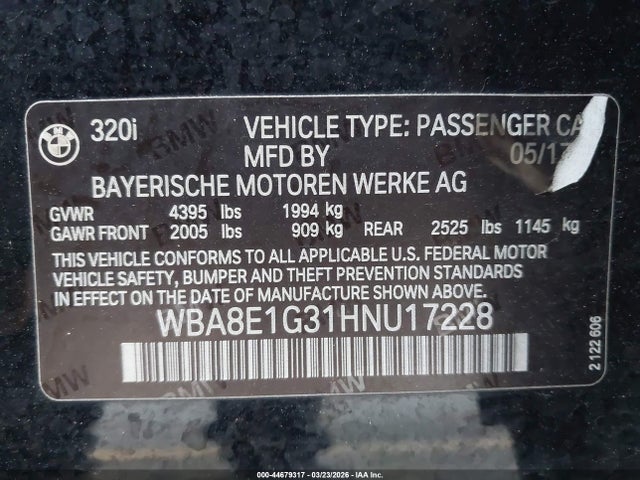 BMW
320i
VEHICLE TYPE: PASSENGER CA
MFD BY
05/17
BAYERISCHE MOTOREN WERKE AG
GVWR 4395 lbs 1994 kg
GAWR FRONT 2005 lbs 909 kg REAR 2525 lbs 1145 kg
THIS VEHICLE CONFORMS TO ALL APPLICABLE U.S. FEDERAL MOTOR
VEHICLE SAFETY, BUMPER AND THEFT PREVENTION STANDARDS
IN EFFECT ON THE DATE OF MANUFACTURE SHOWN ABOVE.
WBA8E1G31HNU17228
2 122 606
000-44679317 - 03/23/2026 - IAA Inc.